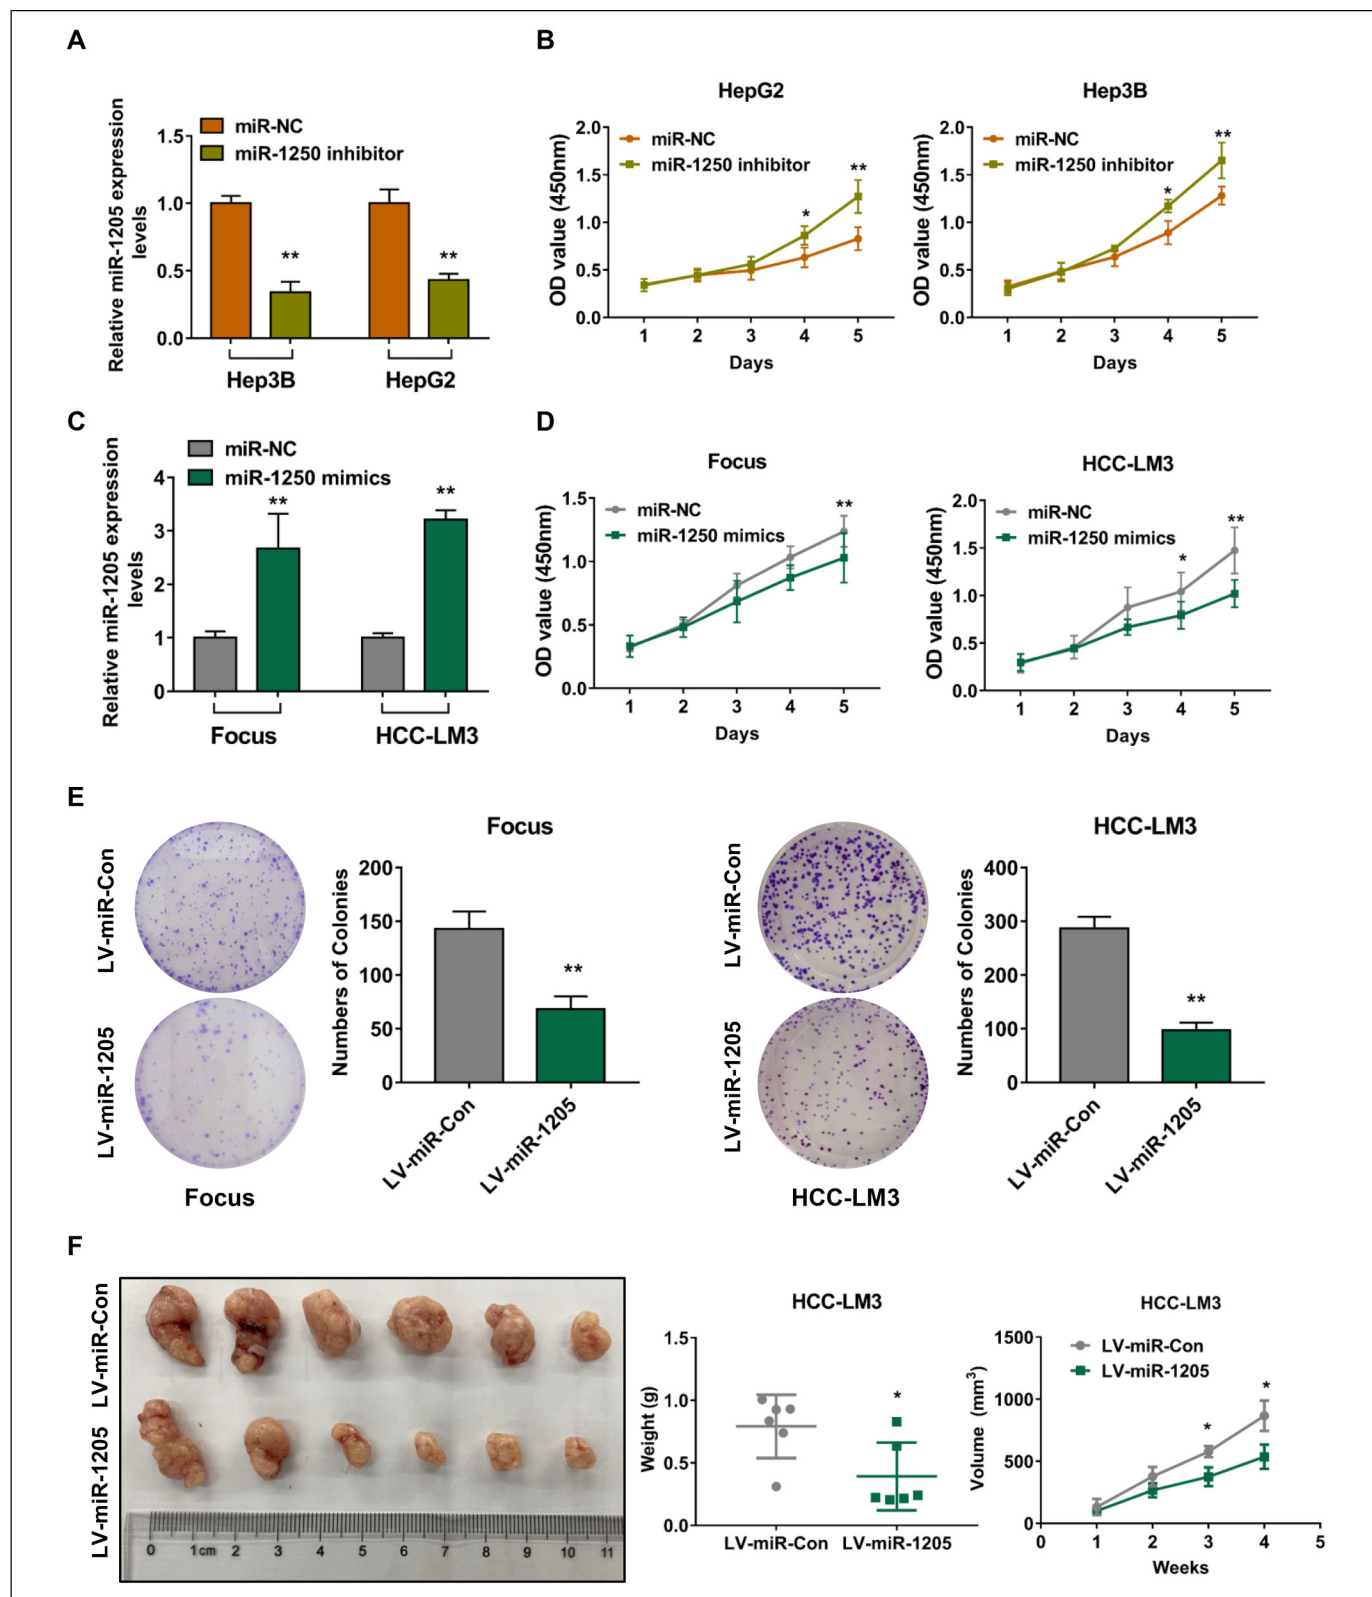 A
Relative miR-1205 expression
levels
miR-NC
miR-1250 inhibitor
1.5
1.0
0.5
0.0
**
**
Hep3B
HepG2
B
HepG2
OD value (450nm)
2.0
1.5
1.0
0.5
0.0
miR-NC
miR-1250 inhibitor
*
**
1
2
3
4
5
Days
Hep3B
OD value (450nm)
2.0
1.5
1.0
0.5
0.0
miR-NC
miR-1250 inhibitor
*
**
1
2
3
4
5
Days
C
Relative miR-1205 expression
levels
miR-NC
miR-1250 mimics
4
3
2
1
0
**
**
Focus
HCC-LM3
D
Focus
OD value (450nm)
1.5
1.0
0.5
0.0
miR-NC
miR-1250 mimics
**
1
2
3
4
5
Days
HCC-LM3
OD value (450nm)
2.0
1.5
1.0
0.5
0.0
miR-NC
miR-1250 mimics
*
**
1
2
3
4
5
Days
E
LV-miR-Con
LV-miR-1205
Focus
Focus
Numbers of Colonies
200
150
100
50
0
**
LV-miR-Con
LV-miR-1205
LV-miR-Con
LV-miR-1205
HCC-LM3
HCC-LM3
Numbers of Colonies
400
300
200
100
0
**
LV-miR-Con
LV-miR-1205
F
LV-miR-Con
LV-miR-1205
0 1cm 2 3 4 5 6 7 8 9 10 11
HCC-LM3
Weight (g)
1.5
1.0
0.5
0.0
*
LV-miR-Con
LV-miR-1205
HCC-LM3
Volume (mm³)
1500
1000
500
0
LV-miR-Con
LV-miR-1205
*
*
0
1
2
3
4
5
Weeks